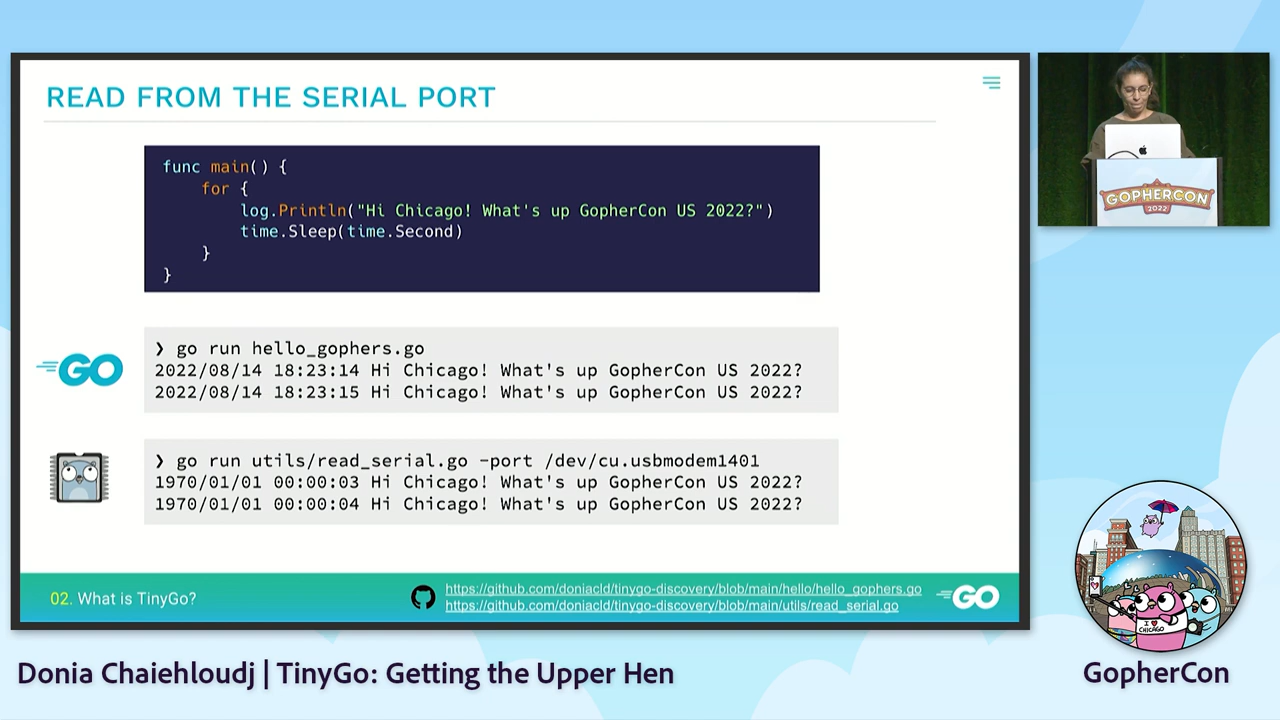 READ FROM THE SERIAL PORT
func main() {
for {
log.Println("Hi Chicago! What's up GopherCon US 2022?")
time.Sleep(time.Second)
}
}
GO
❯ go run hello_gophers.go
2022/08/14 18:23:14 Hi Chicago! What's up GopherCon US 2022?
2022/08/14 18:23:15 Hi Chicago! What's up GopherCon US 2022?
❯ go run utils/read_serial.go -port /dev/cu.usbmodem1401
1970/01/01 00:00:03 Hi Chicago! What's up GopherCon US 2022?
1970/01/01 00:00:04 Hi Chicago! What's up GopherCon US 2022?
02. What is TinyGo?
https://github.com/doniacld/tinygo-discovery/blob/main/hello/hello_gophers.go
https://github.com/doniacld/tinygo-discovery/blob/main/utils/read_serial.go
GO
GOPHERCON
2022
I ♥
CHICAGO
Donia Chaiehloudj | TinyGo: Getting the Upper Hen
GopherCon